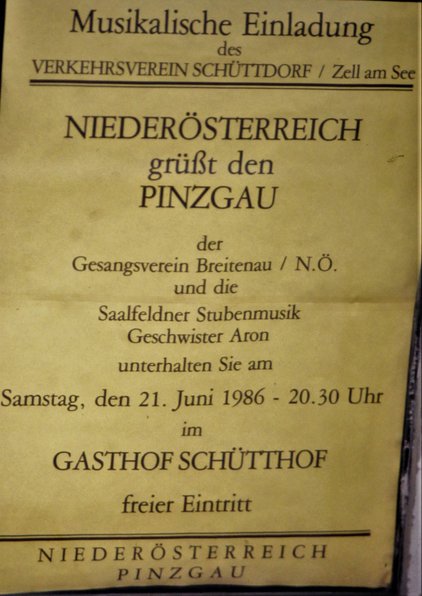 Musikalische Einladung
des
VERKEHRSVEREIN SCHÜTTDORF / Zell am See
NIEDERÖSTERREICH
grüßt den
PINZGAU
der
Gesangsverein Breitenau / N.Ö.
und die
Saalfeldner Stubenmusik
Geschwister Aron
unterhalten Sie am
Samstag, den 21. Juni 1986 - 20.30 Uhr
im
GASTHOF SCHÜTTHOF
freier Eintritt
NIEDERÖSTERREICH
PINZGAU